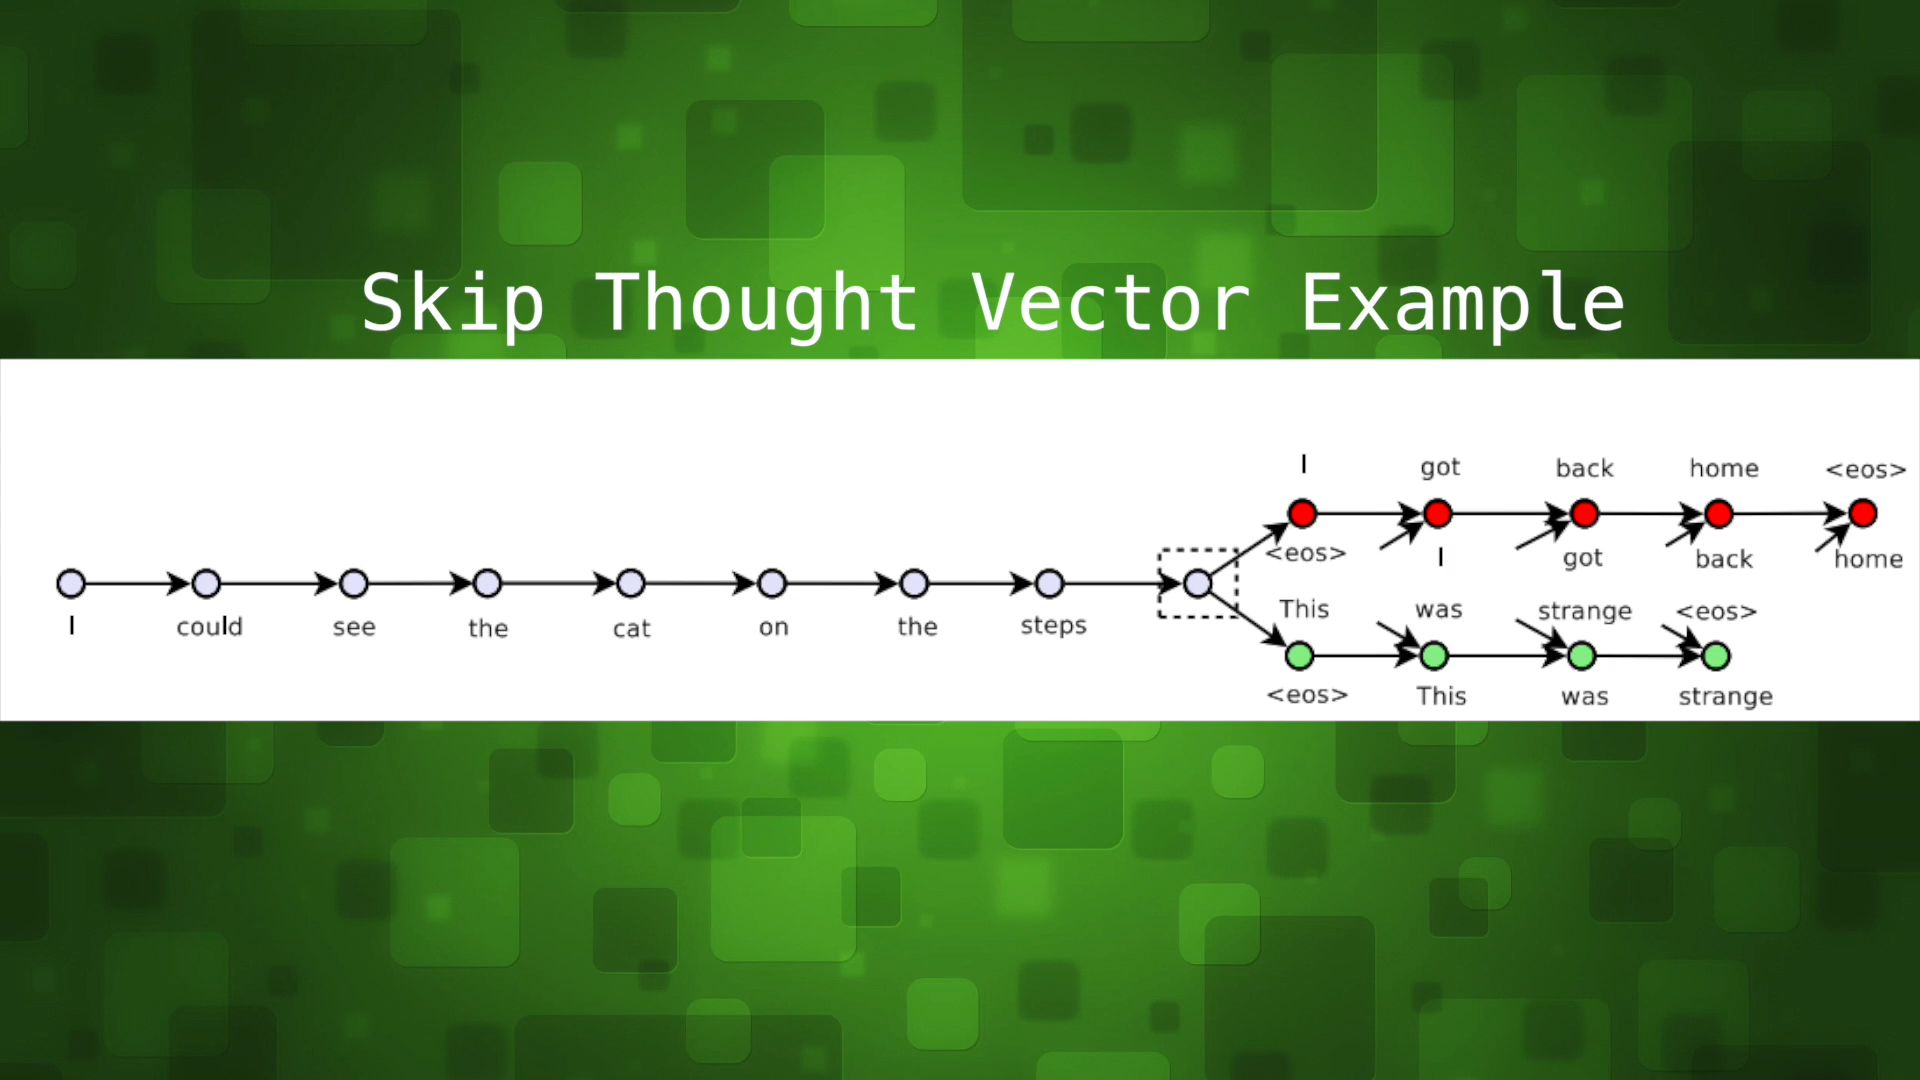 Skip Thought Vector Example
I got back home <eos>
<eos> I got back home
I could see the cat on the steps
This was strange <eos>
<eos> This was strange